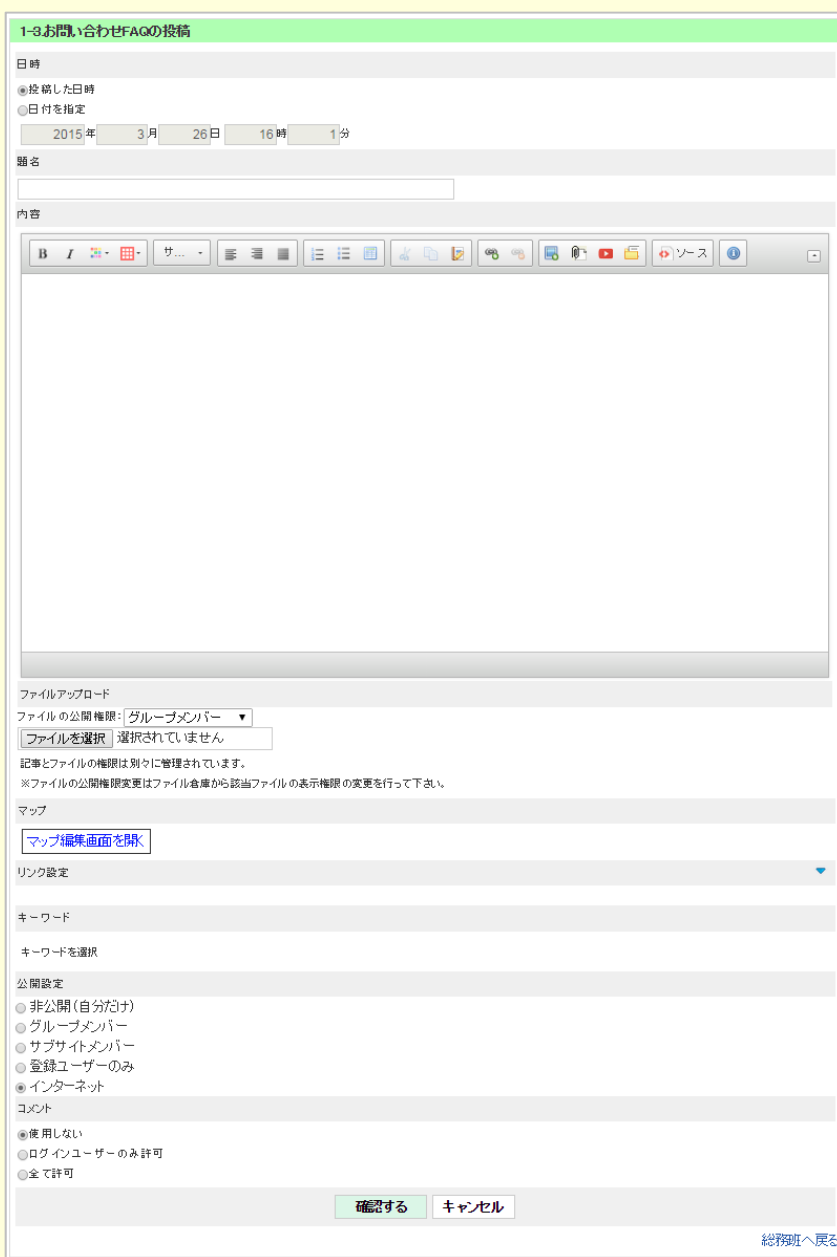 1-3.お問い合わせFAQの投稿
日時
投稿した日時
日付を指定
2015年 3月 26日 16時 1分
題名
内容
B I サ... ソース
ファイルアップロード
ファイルの公開権限: グループメンバー
ファイルを選択 選択されていません
記事とファイルの権限は別々に管理されています。
※ファイルの公開権限変更はファイル倉庫から該当ファイルの表示権限の変更を行って下さい。
マップ
マップ編集画面を開く
リンク設定
キーワード
キーワードを選択
公開設定
非公開(自分だけ)
グループメンバー
サブサイトメンバー
登録ユーザーのみ
インターネット
コメント
使用しない
ログインユーザーのみ許可
全て許可
確認する キャンセル
総務班へ戻る